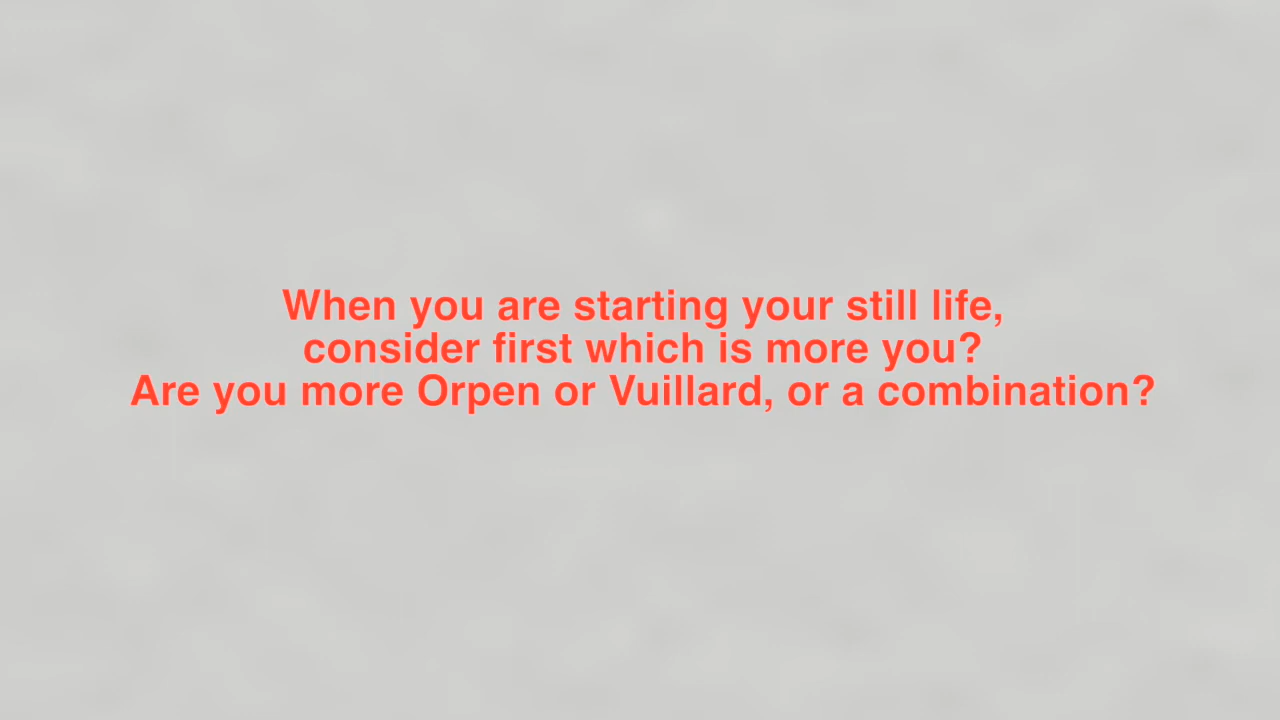 When you are starting your still life,
consider first which is more you?
Are you more Orpen or Vuillard, or a combination?